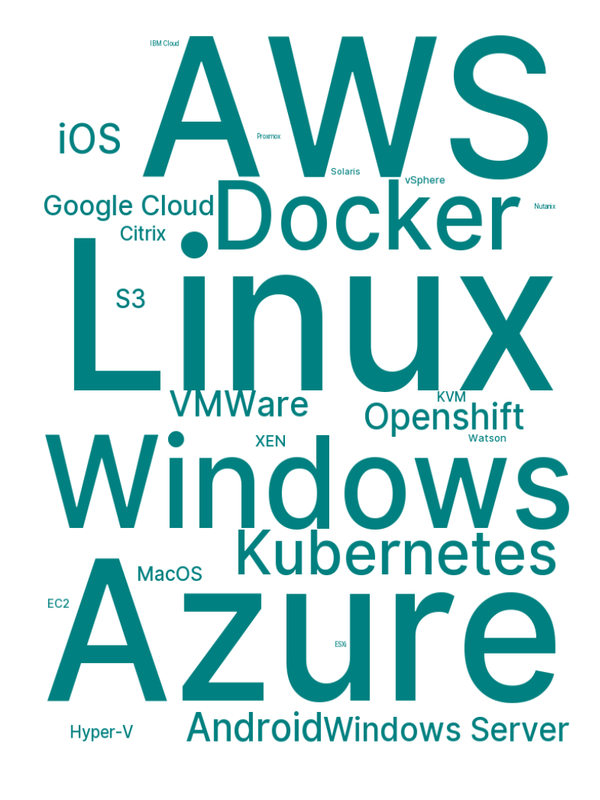 IBM Cloud
AWS
iOS
Proxmox
Solaris
vSphere
Google Cloud
Docker
Nutanix
Citrix
Linux
S3
VMWare
KVM
Openshift
Watson
XEN
Windows
Kubernetes
MacOS
Azure
EC2
ESXi
Hyper-V
Android
Windows Server